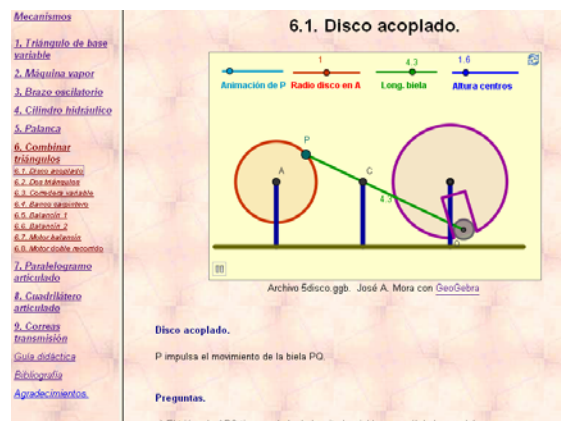 Mecanismos
1. Triángulo de base
variable
2. Máquina vapor
3. Brazo oscilatorio
4. Cilindro hidráulico
5. Palanca
6. Combinar
triángulos
6.1. Disco acoplado
6.2. Dos triángulos
6.3. Corredera variable
6.4. Barco carpintero
6.5. Balancín_1
6.6. Balancín_2
6.7. Motor balancín
6.8. Motor doble recorrido
7. Paralelogramo
articulado
8. Cuadrilátero
articulado
9. Correas
transmisión
Guía didáctica
Bibliografía
Agradecimientos.
6.1. Disco acoplado.
1
4.3
1.6
Animación de P
Radio disco en A
Long. biela
Altura centros
P
A
C
4.3
Archivo 5disco.ggb. José A. Mora con GeoGebra
Disco acoplado.
P impulsa el movimiento de la biela PQ.
Preguntas.